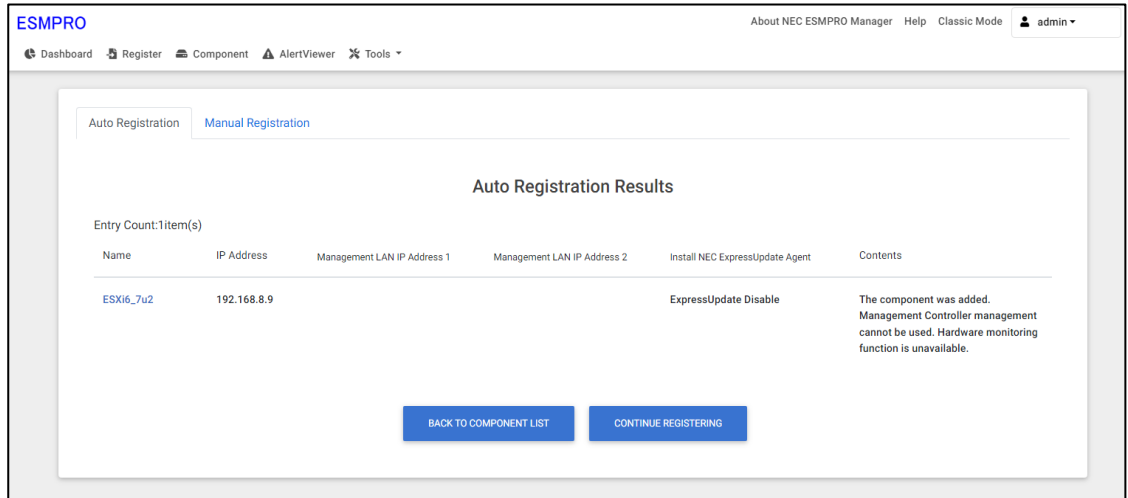 ESMPRO
About NEC ESMPRO Manager Help Classic Mode admin
Dashboard Register Component AlertViewer Tools
Auto Registration Manual Registration
Auto Registration Results
Entry Count:1item(s)
Name IP Address Management LAN IP Address 1 Management LAN IP Address 2 Install NEC ExpressUpdate Agent Contents
ESXi6_7u2 192.168.8.9 ExpressUpdate Disable The component was added.
Management Controller management
cannot be used. Hardware monitoring
function is unavailable.
BACK TO COMPONENT LIST CONTINUE REGISTERING